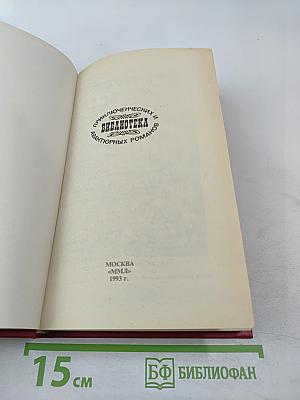 ПРИКЛЮЧЕНЧЕСКИХ И
БИБЛИОТЕКА
АВАНТЮРНЫХ РОМАНОВ
МОСКВА
«ММЛ»
1993 г.
15 см
БФ БИБЛИОФАН